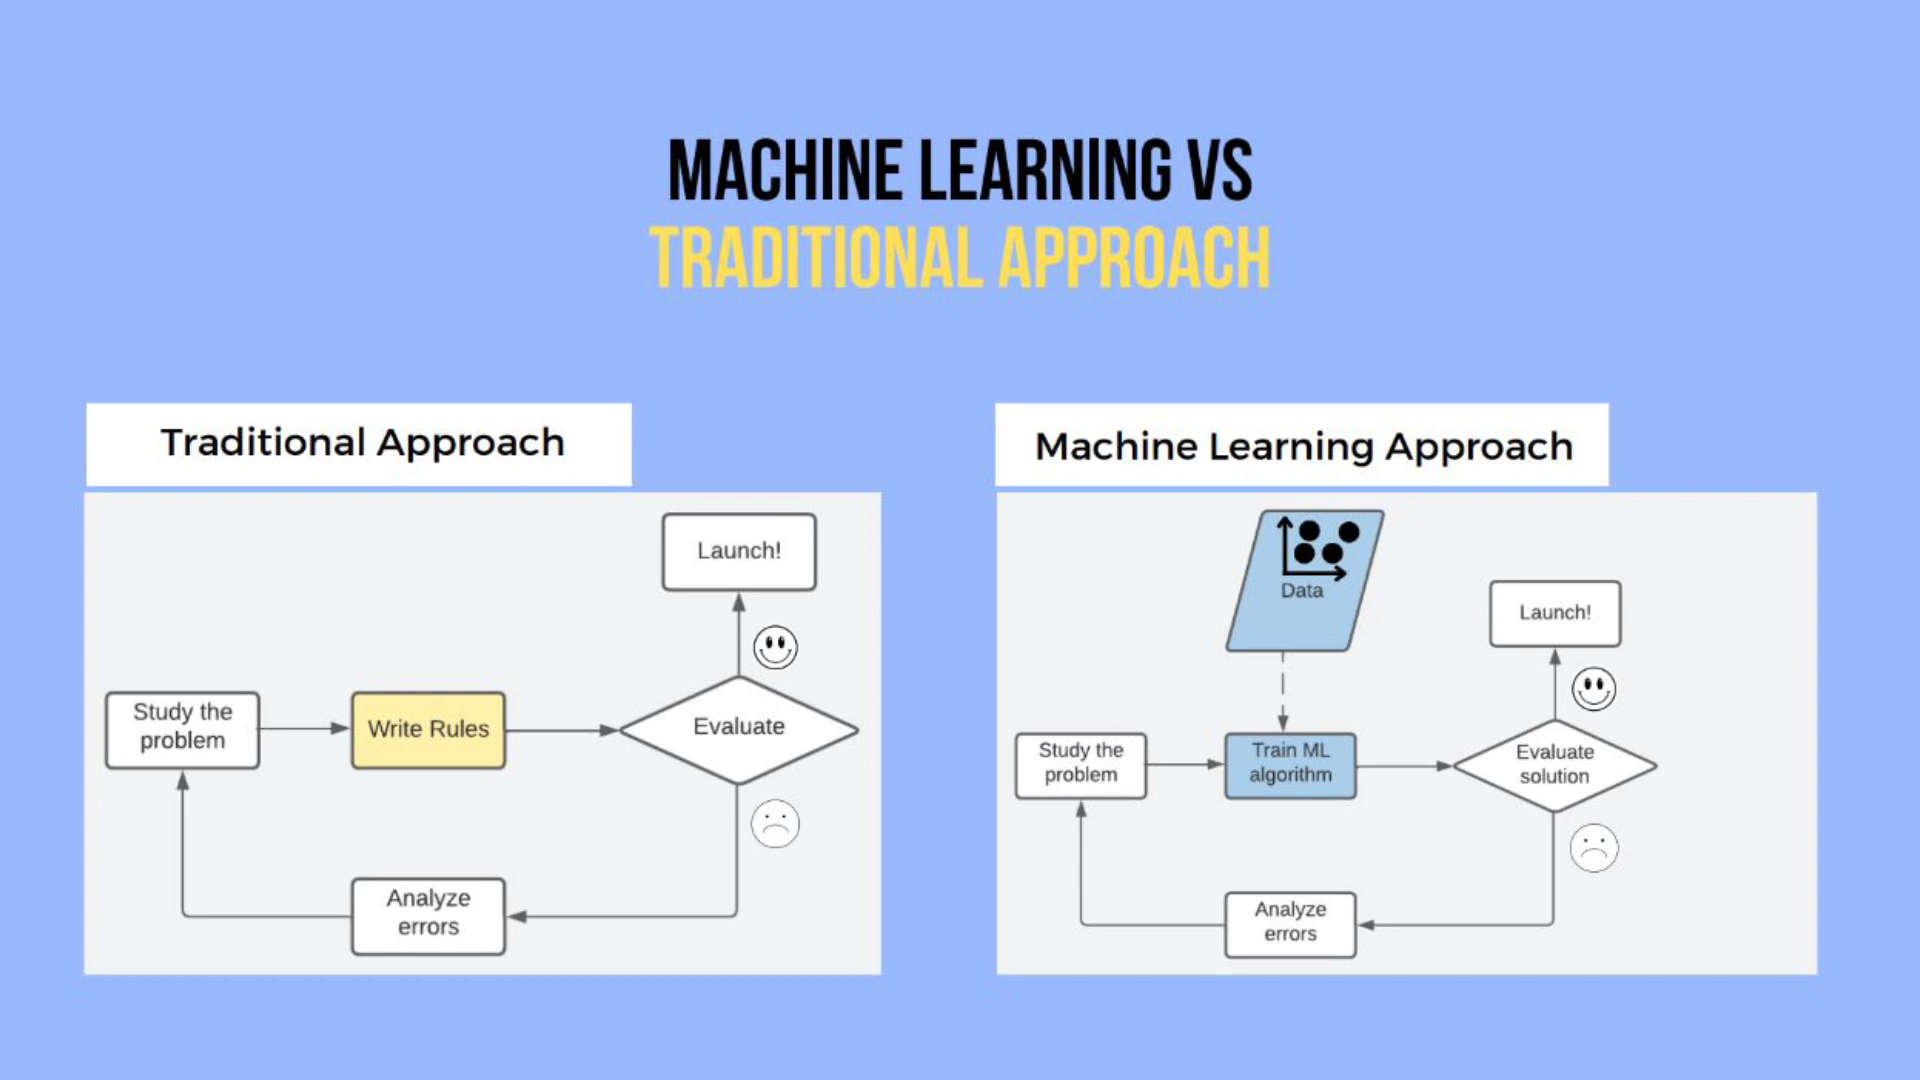 MACHINE LEARNING VS
TRADITIONAL APPROACH
Traditional Approach
Launch!
Study the
problem
Write Rules
Evaluate
Analyze
errors
Machine Learning Approach
Data
Launch!
Study the
problem
Train ML
algorithm
Evaluate
solution
Analyze
errors